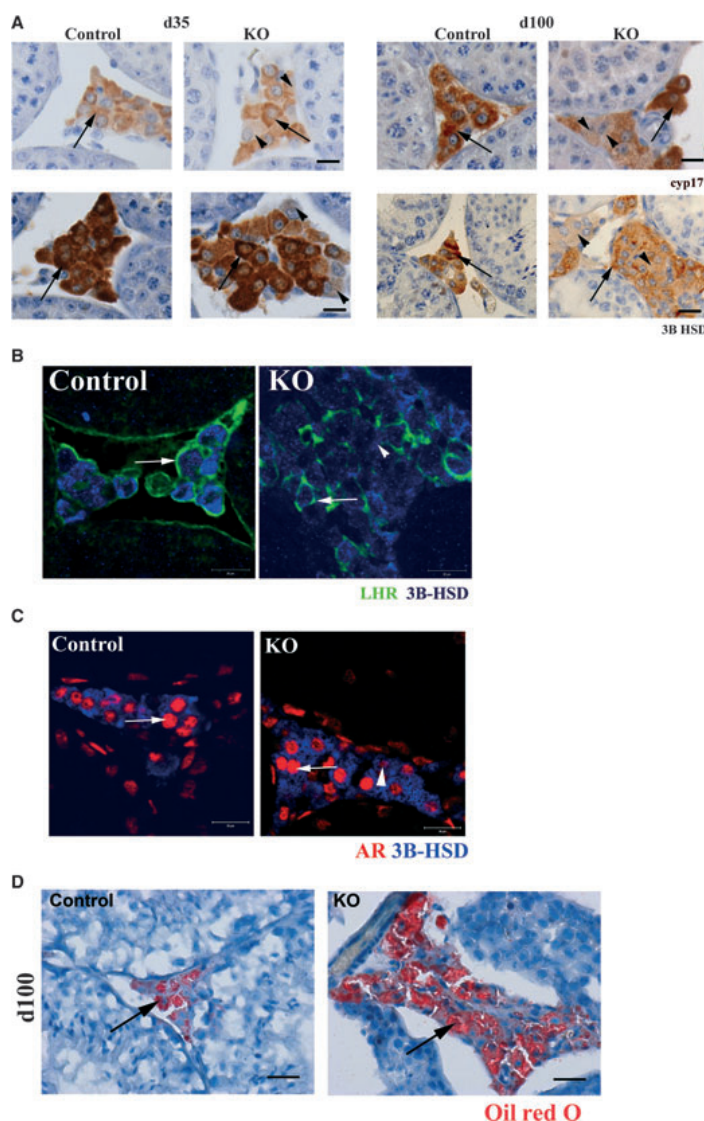 A
d35
d100
Control KO Control KO
cyp17
3B HSD
B
Control KO
LHR 3B-HSD
C
Control KO
AR 3B-HSD
D
Control KO
d100
Oil red O